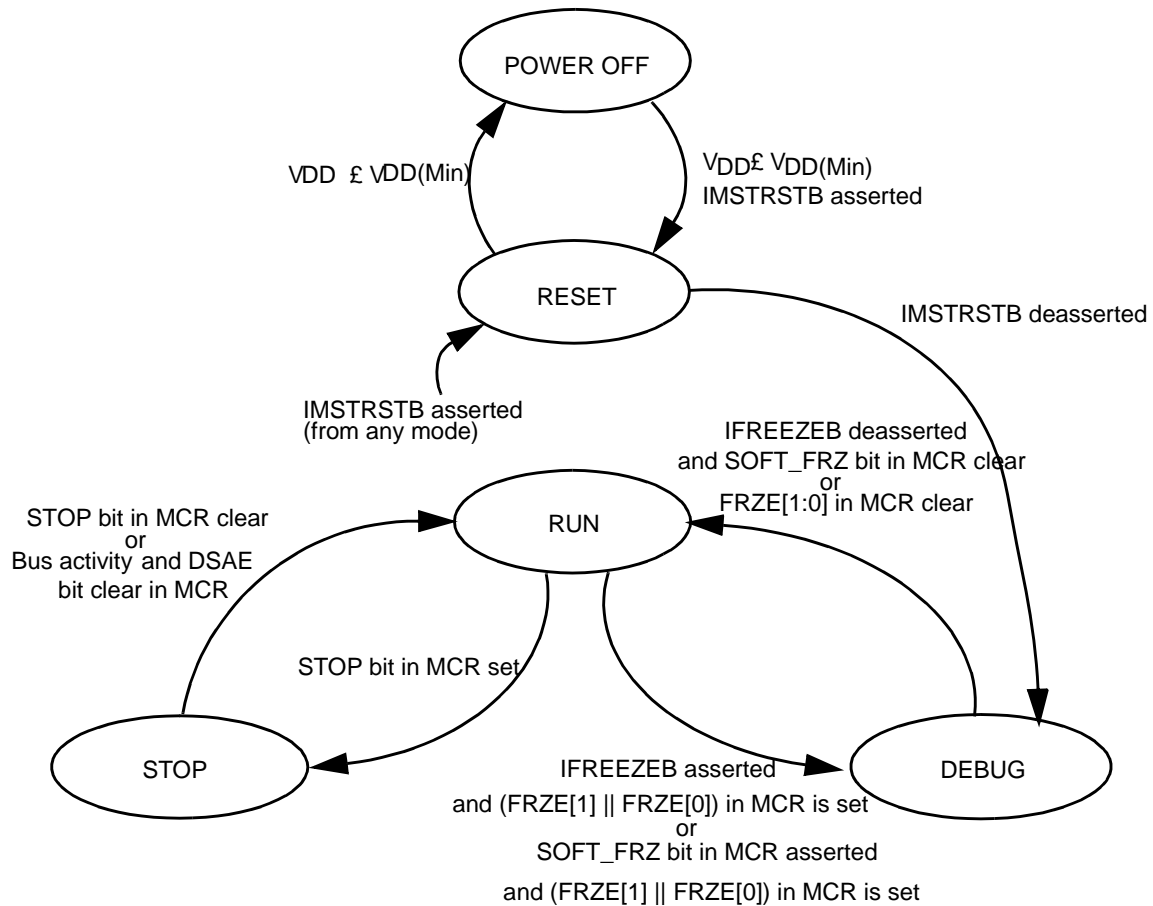 POWER OFF
VDD £ VDD(Min)
VDD£ VDD(Min)
IMSTRSTB asserted
RESET
IMSTRSTB deasserted
IMSTRSTB asserted
(from any mode)
IFREEZEB deasserted
and SOFT_FRZ bit in MCR clear
or
FRZE[1:0] in MCR clear
STOP bit in MCR clear
or
Bus activity and DSAE
bit clear in MCR
RUN
STOP bit in MCR set
STOP
DEBUG
IFREEZEB asserted
and (FRZE[1] || FRZE[0]) in MCR is set
or
SOFT_FRZ bit in MCR asserted
and (FRZE[1] || FRZE[0]) in MCR is set